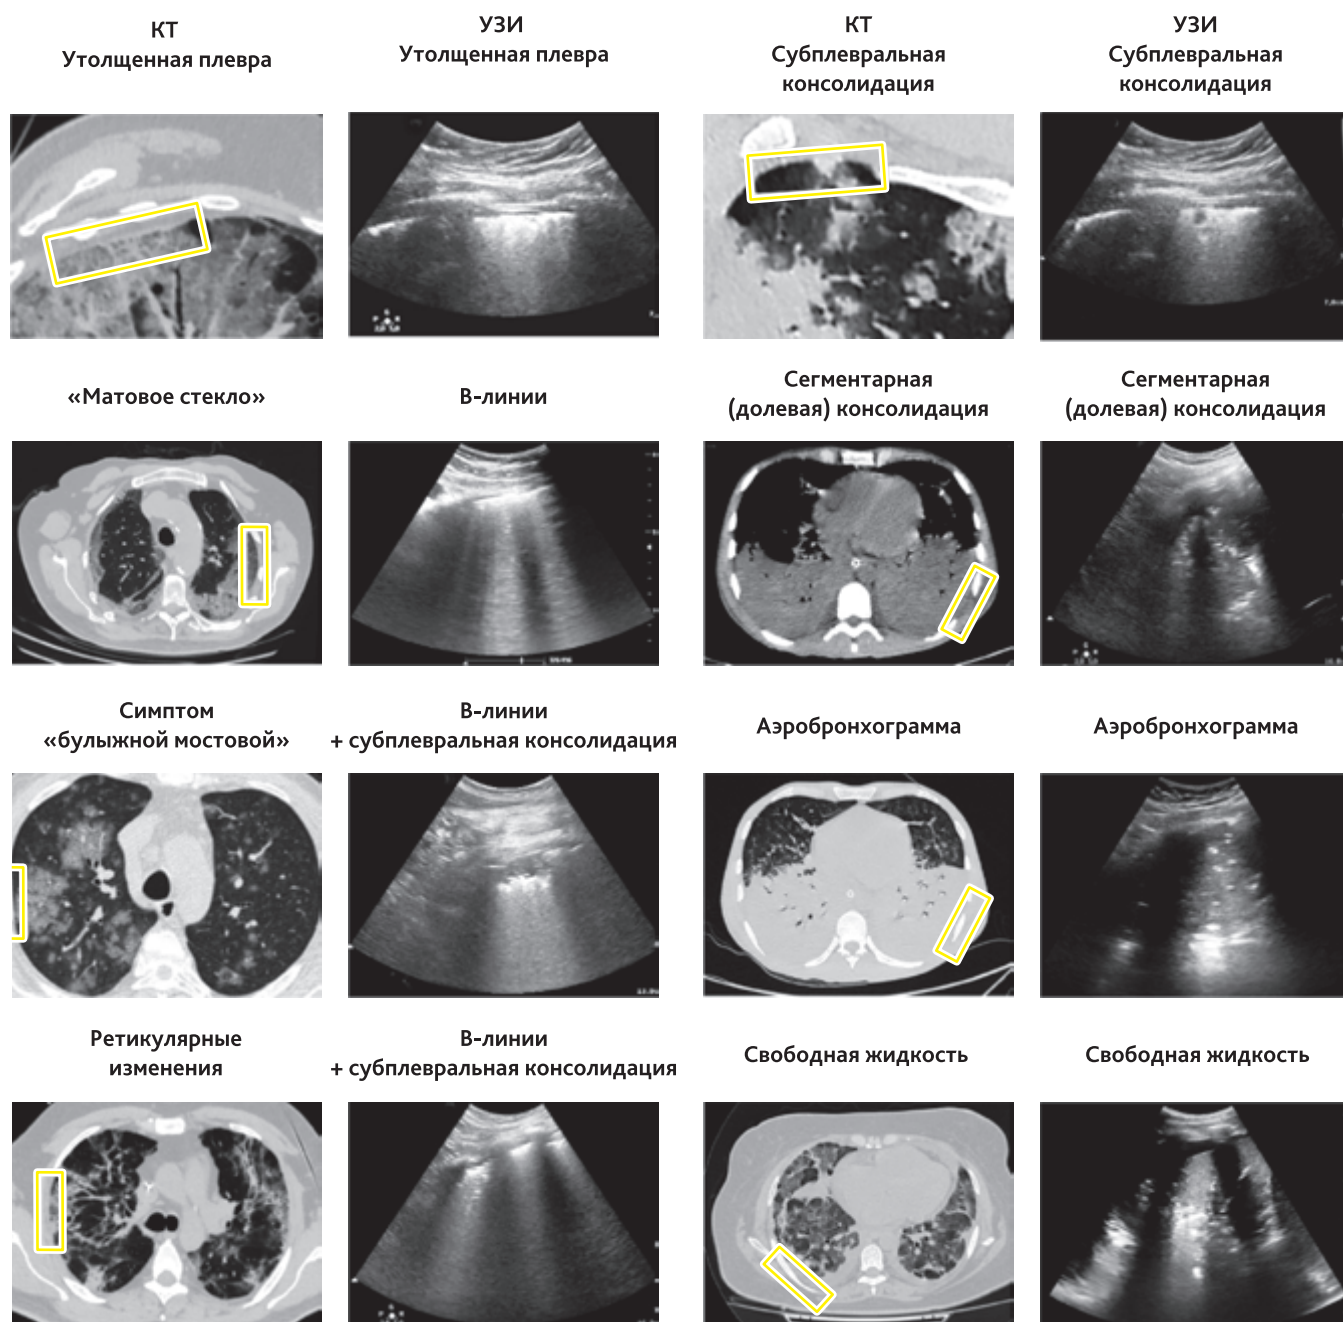 КТ
Утолщенная плевра
УЗИ
Утолщенная плевра
КТ
Субплевральная
консолидация
УЗИ
Субплевральная
консолидация
«Матовое стекло»
В-линии
Сегментарная
(долевая) консолидация
Сегментарная
(долевая) консолидация
Симптом
«булыжной мостовой»
В-линии
+ субплевральная консолидация
Аэробронхограмма
Аэробронхограмма
Ретикулярные
изменения
В-линии
+ субплевральная консолидация
Свободная жидкость
Свободная жидкость